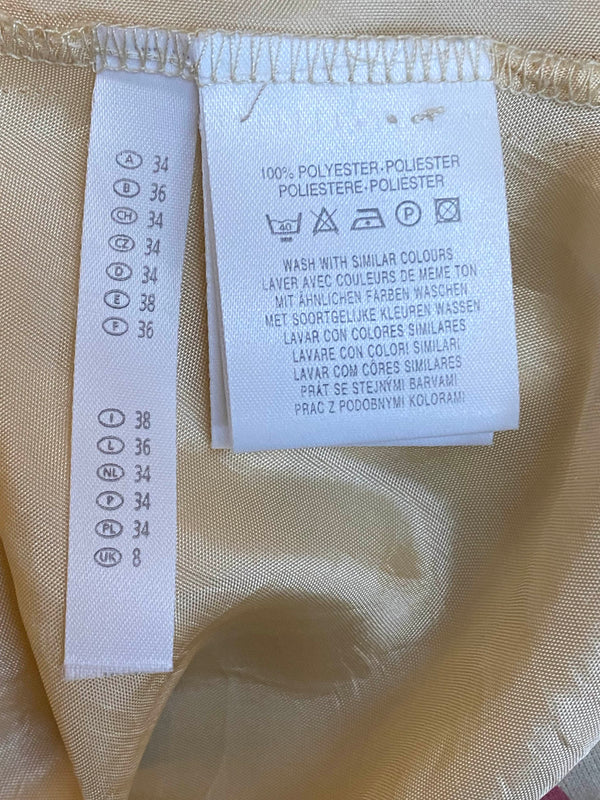 A 34
B 36
CH 34
CZ 34
D 34
E 38
F 36
I 38
L 36
NL 34
P 34
PL 34
UK 8
100% POLYESTER·POLIESTER
POLIESTERE·POLIÉSTER
40 P
WASH WITH SIMILAR COLOURS
LAVER AVEC COULEURS DE MEME TON
MIT ÄHNLICHEN FARBEN WASCHEN
MET SOORTGELIJKE KLEUREN WASSEN
LAVAR CON COLORES SIMILARES
LAVARE CON COLORI SIMILARI
LAVAR COM CÔRES SIMILARES
PRÁT SE STEJNÝMI BARVAMI
PRAĆ Z PODOBNYMI KOLORAMI